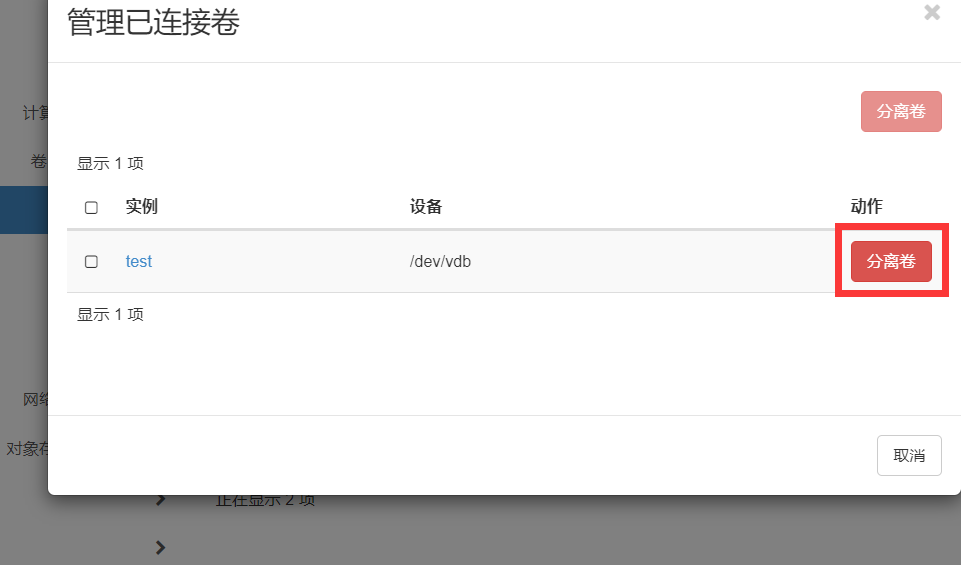 管理已连接卷
×
分离卷
计算
卷
显示 1 项
实例 设备 动作
test /dev/vdb 分离卷
显示 1 项
网络
对象存
取消
正在显示 2 项